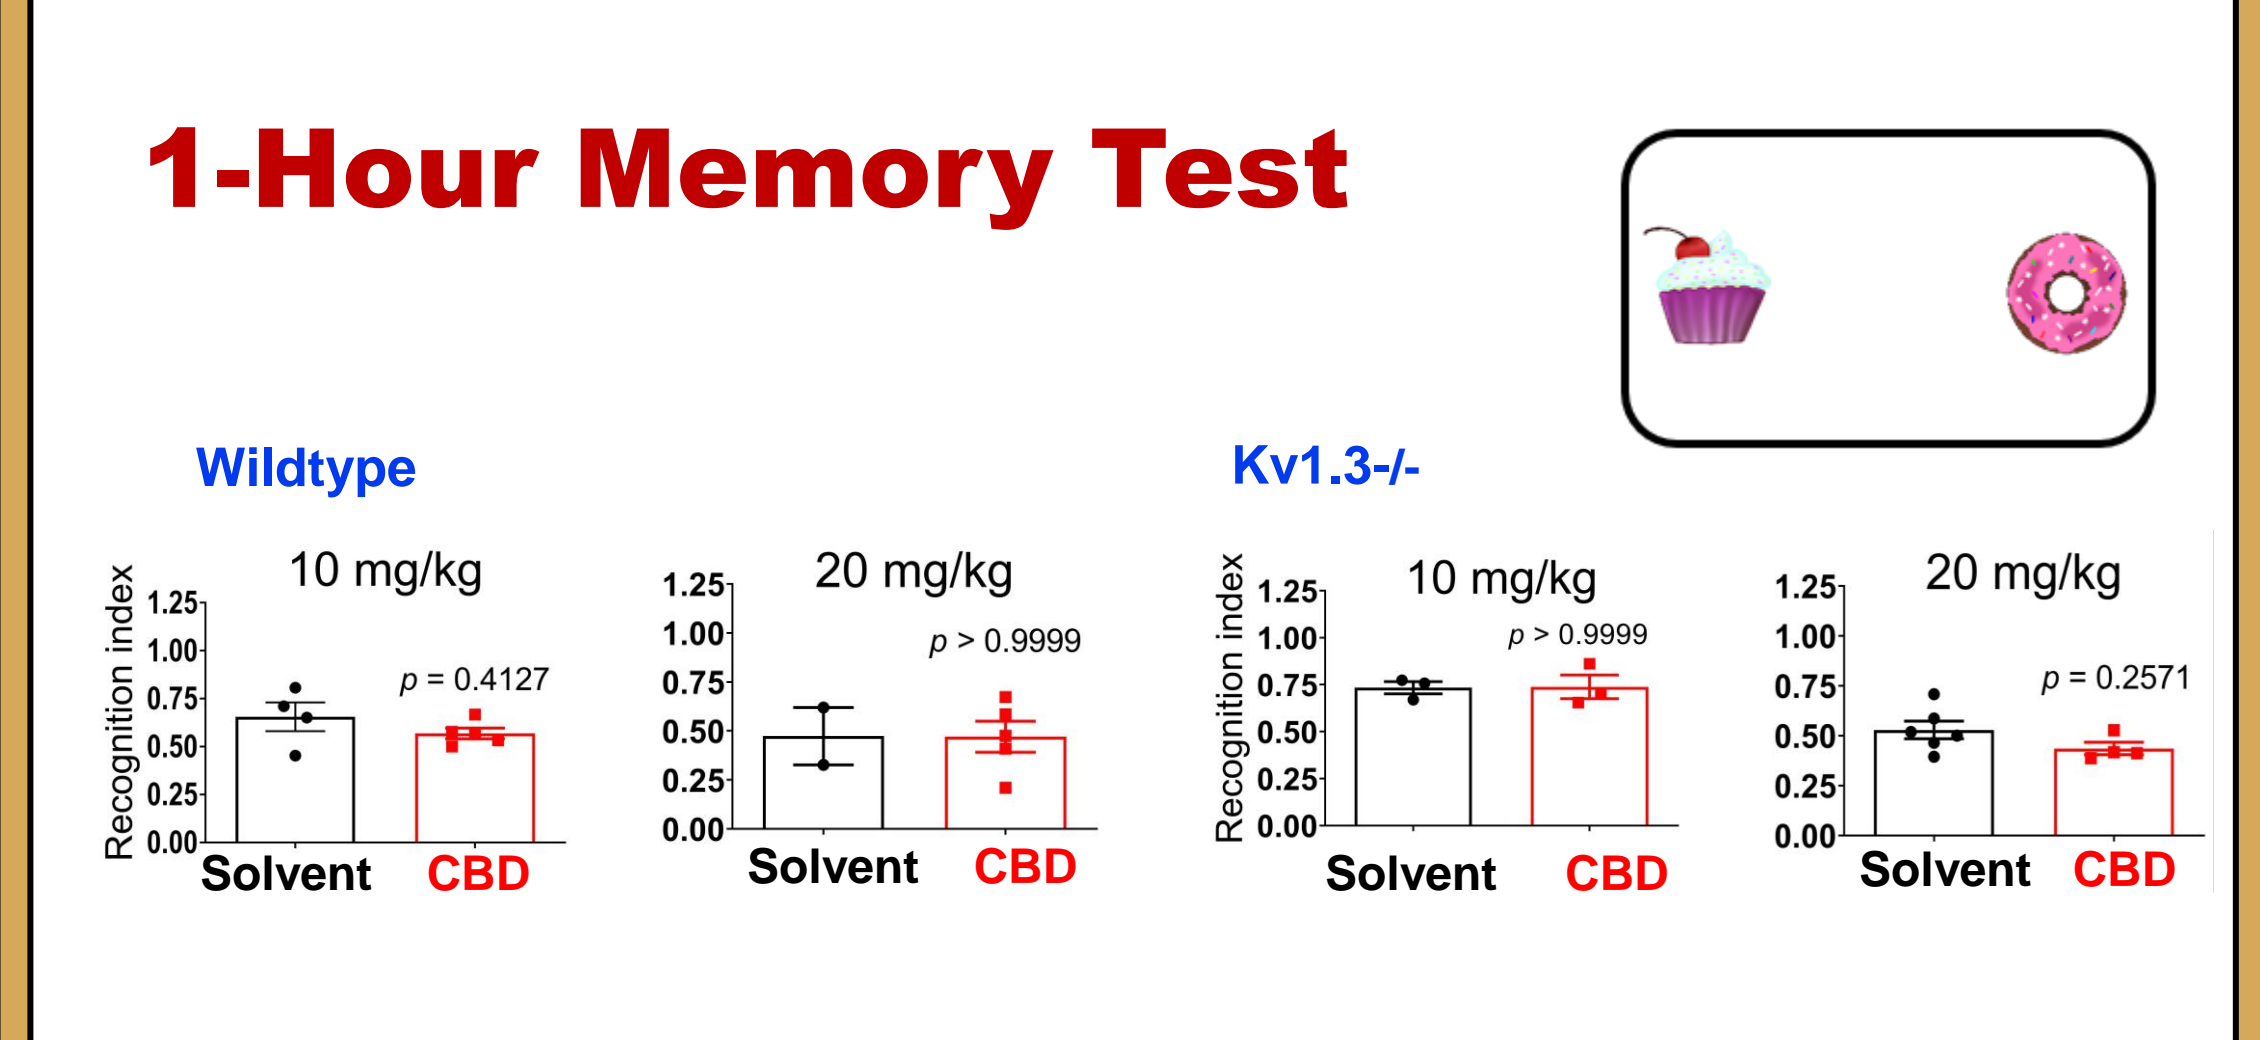 1-Hour Memory Test
Wildtype
Kv1.3-/-
10 mg/kg
Recognition index
1.25
1.00
0.75
0.50
0.25
0.00
p = 0.4127
Solvent CBD
20 mg/kg
1.25
1.00
0.75
0.50
0.25
0.00
p > 0.9999
Solvent CBD
10 mg/kg
Recognition index
1.25
1.00
0.75
0.50
0.25
0.00
p > 0.9999
Solvent CBD
20 mg/kg
1.25
1.00
0.75
0.50
0.25
0.00
p = 0.2571
Solvent CBD